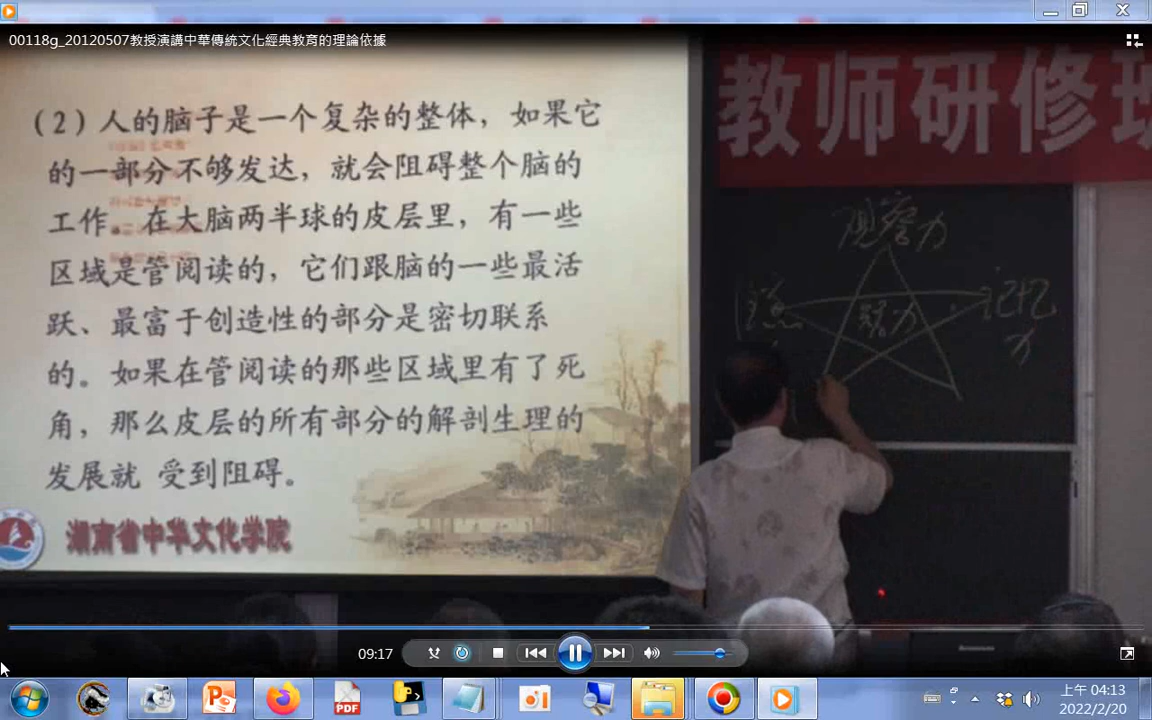 00118g_20120507教授演講中華傳統文化經典教育的理論依據
（2）人的脑子是一个复杂的整体，如果它
的一部分不够发达，就会阻碍整个脑的
工作。在大脑两半球的皮层里，有一些
区域是管阅读的，它们跟脑的一些最活
跃、最富于创造性的部分是密切联系
的。如果在管阅读的那些区域里有了死
角，那么皮层的所有部分的解剖生理的
发展就 受到阻碍。
湖南省中华文化学院
教师研修班
观察力
注意
记忆
力
09:17
上午 04:13
2022/2/20